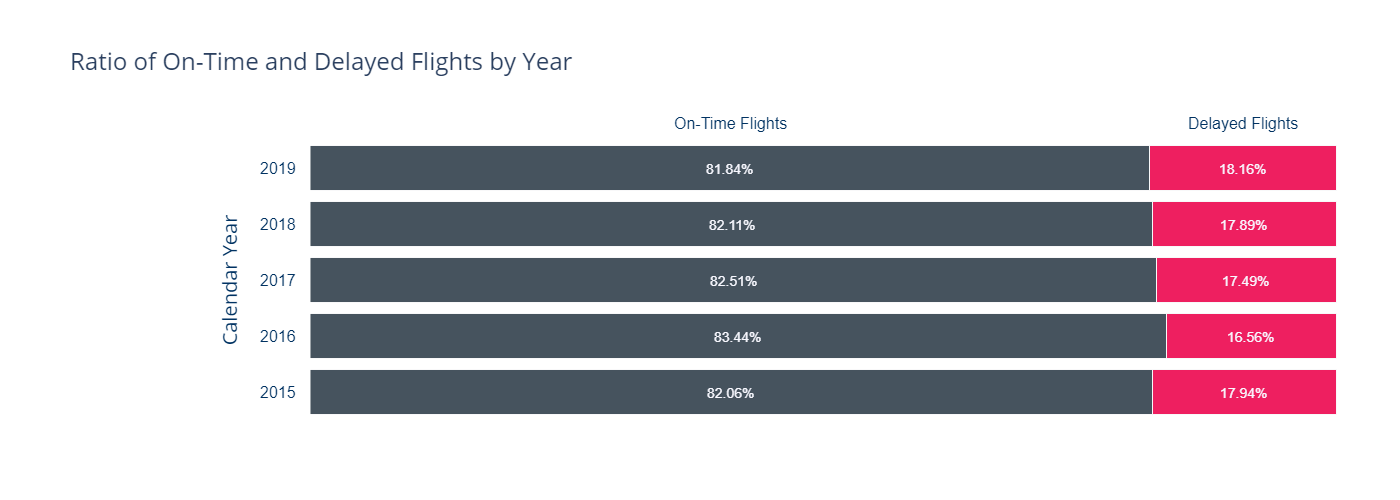 Ratio of On-Time and Delayed Flights by Year
On-Time Flights Delayed Flights
Calendar Year
2019 81.84% 18.16%
2018 82.11% 17.89%
2017 82.51% 17.49%
2016 83.44% 16.56%
2015 82.06% 17.94%